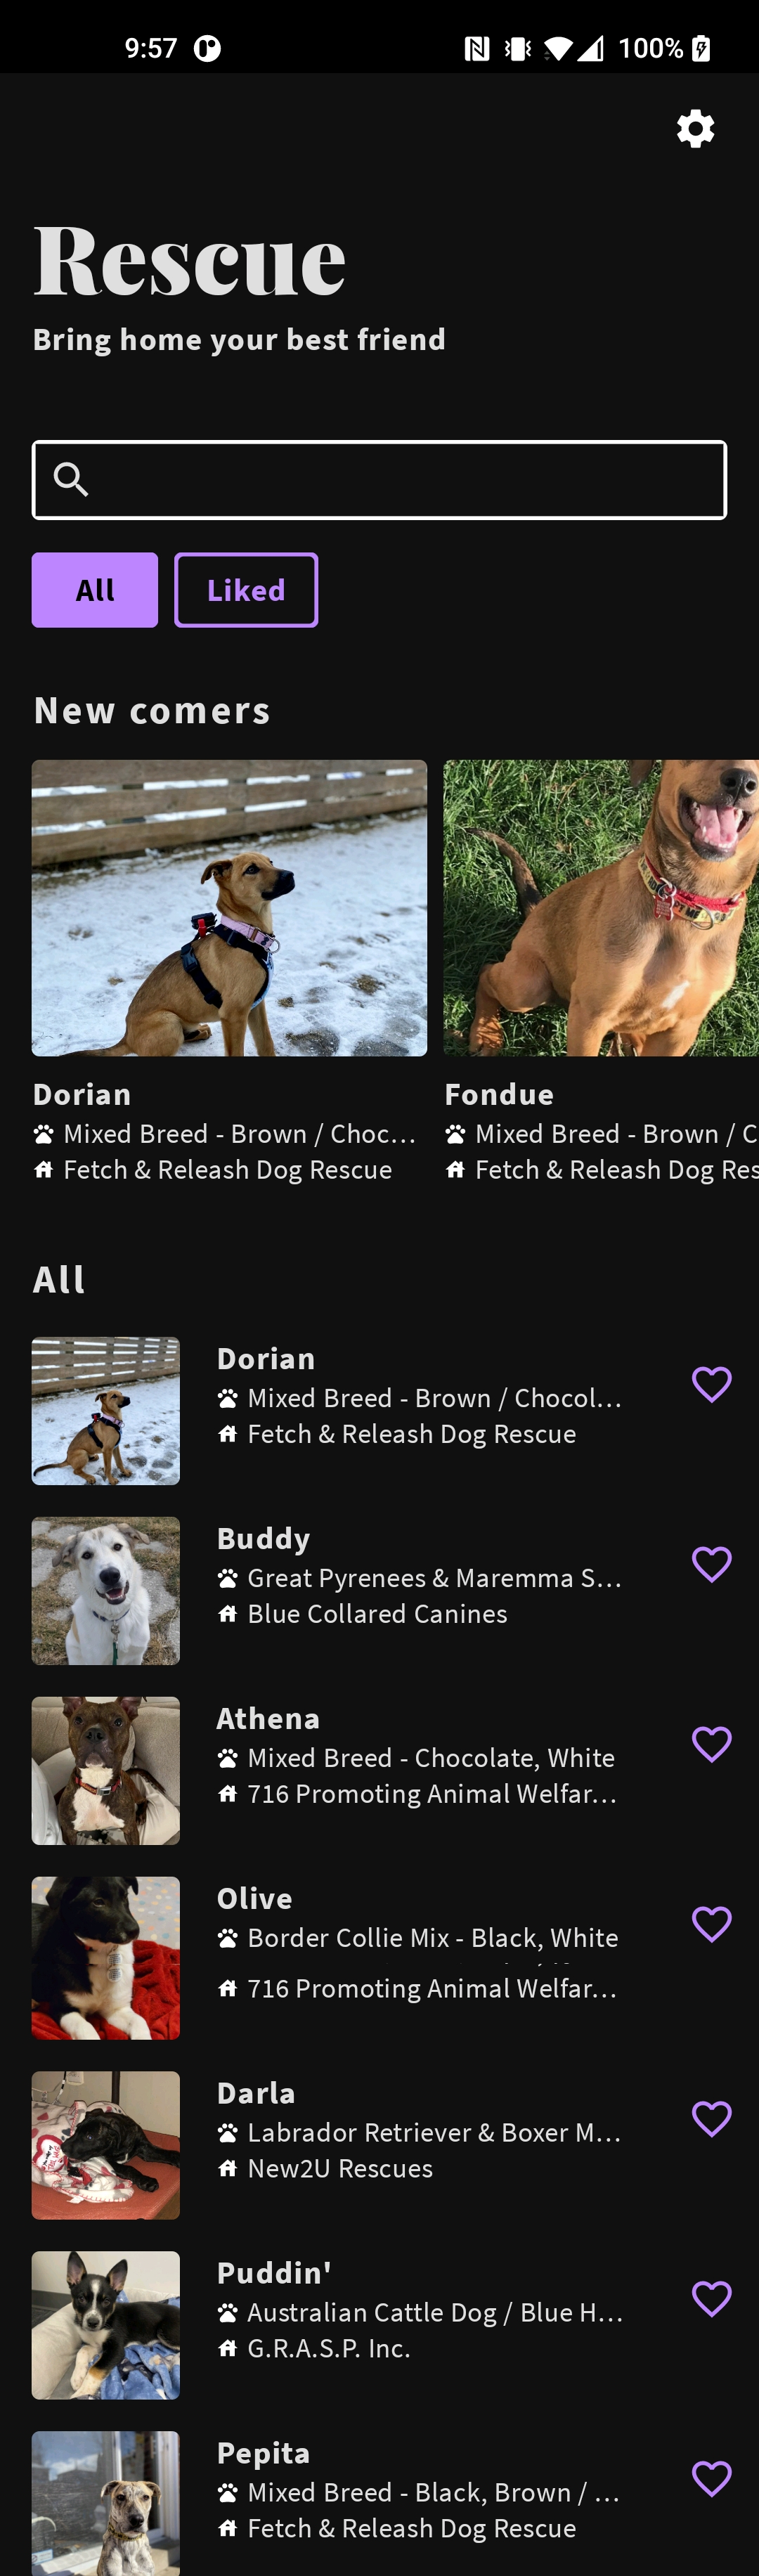 9:57
100%
Rescue
Bring home your best friend
All
Liked
New comers
Dorian
Mixed Breed - Brown / Choc…
Fetch & Releash Dog Rescue
Fondue
Mixed Breed - Brown / C
Fetch & Releash Dog Res
All
Dorian
Mixed Breed - Brown / Chocol…
Fetch & Releash Dog Rescue
Buddy
Great Pyrenees & Maremma S…
Blue Collared Canines
Athena
Mixed Breed - Chocolate, White
716 Promoting Animal Welfar…
Olive
Border Collie Mix - Black, White
716 Promoting Animal Welfar…
Darla
Labrador Retriever & Boxer M…
New2U Rescues
Puddin'
Australian Cattle Dog / Blue H…
G.R.A.S.P. Inc.
Pepita
Mixed Breed - Black, Brown / …
Fetch & Releash Dog Rescue